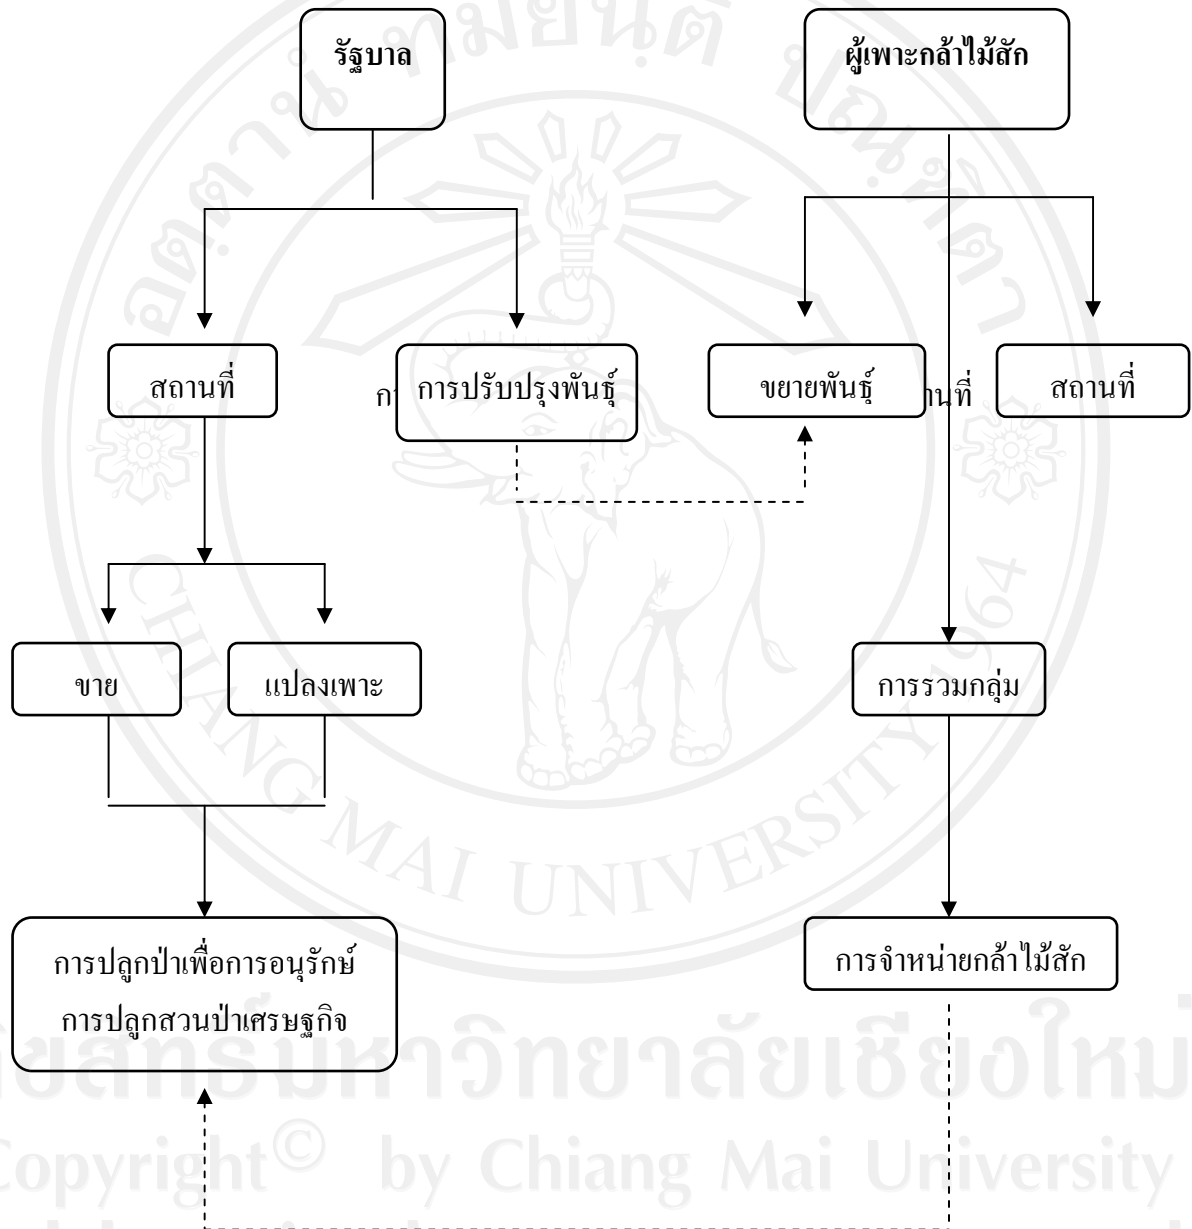 รัฐบาล
ผู้เพาะกล้าไม้สัก
สถานที่
การปรับปรุงพันธุ์
ขยายพันธุ์
สถานที่
ขาย
แปลงเพาะ
การรวมกลุ่ม
การปลูกป่าเพื่อการอนุรักษ์
การปลูกสวนป่าเศรษฐกิจ
การจำหน่ายกล้าไม้สัก
CHIANG MAI UNIVERSITY 1964
มหาวิทยาลัยเชียงใหม่
Copyright© by Chiang Mai University